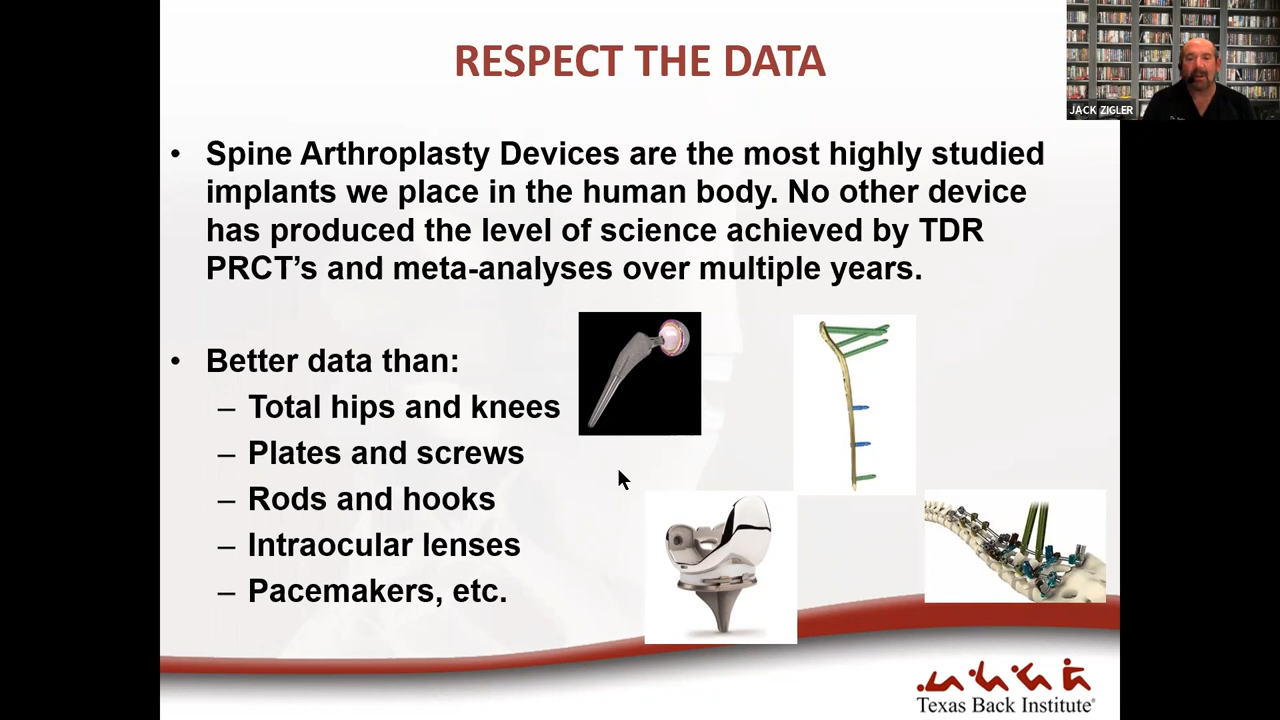 RESPECT THE DATA
JACK ZIGLER
• Spine Arthroplasty Devices are the most highly studied
implants we place in the human body. No other device
has produced the level of science achieved by TDR
PRCT’s and meta-analyses over multiple years.
• Better data than:
– Total hips and knees
– Plates and screws
– Rods and hooks
– Intraocular lenses
– Pacemakers, etc.
Texas Back Institute®